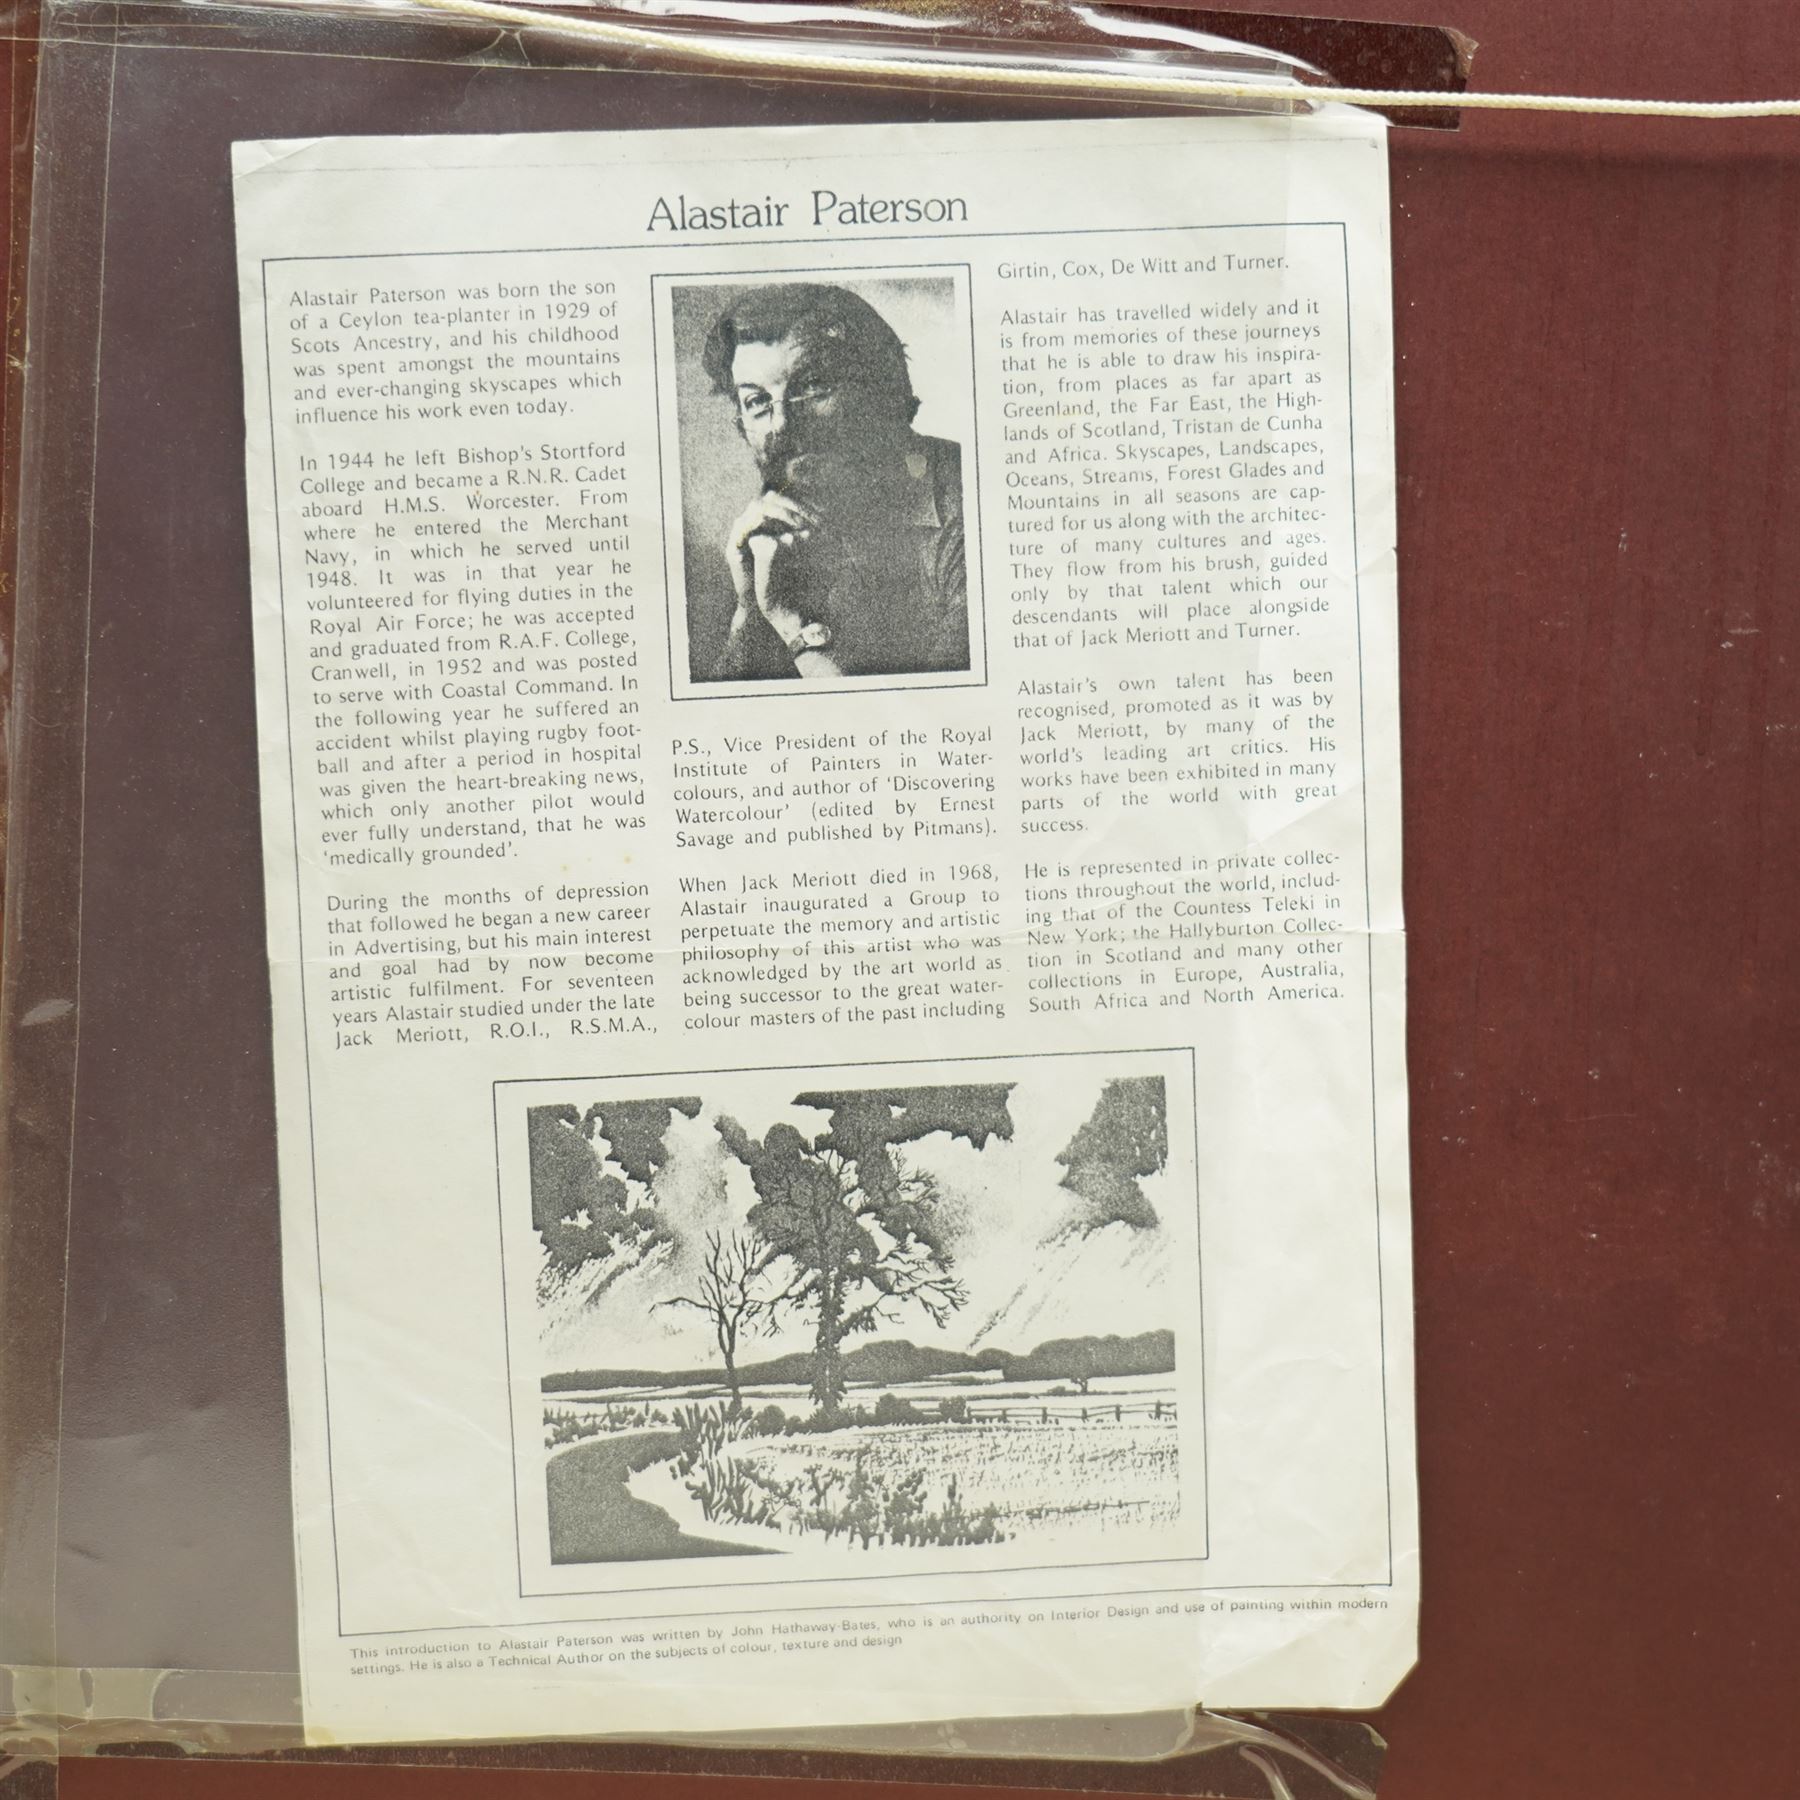 Alastair Paterson
Alastair Paterson was born the son
of a Ceylon tea-planter in 1929 of
Scots Ancestry, and his childhood
was spent amongst the mountains
and ever-changing skyscapes which
influence his work even today.
In 1944 he left Bishop's Stortford
College and became a R.N.R. Cadet
aboard H.M.S. Worcester. From
where he entered the Merchant
Navy, in which he served until
1948. It was in that year he
volunteered for flying duties in the
Royal Air Force; he was accepted
and graduated from R.A.F. College,
Cranwell, in 1952 and was posted
to serve with Coastal Command. In
the following year he suffered an
accident whilst playing rugby foot-
ball and after a period in hospital
was given the heart-breaking news,
which only another pilot would
ever fully understand, that he was
'medically grounded'.
During the months of depression
that followed he began a new career
in Advertising, but his main interest
and goal had by now become
artistic fulfilment. For seventeen
years Alastair studied under the late
Jack Meriott, R.O.I., R.S.M.A.,
P.S., Vice President of the Royal
Institute of Painters in Water-
colours, and author of 'Discovering
Watercolour' (edited by Ernest
Savage and published by Pitmans).
When Jack Meriott died in 1968,
Alastair inaugurated a Group to
perpetuate the memory and artistic
philosophy of this artist who was
acknowledged by the art world as
being successor to the great water-
colour masters of the past including
Girtin, Cox, De Witt and Turner.
Alastair has travelled widely and it
is from memories of these journeys
that he is able to draw his inspira-
tion, from places as far apart as
Greenland, the Far East, the High-
lands of Scotland, Tristan de Cunha
and Africa. Skyscapes, Landscapes,
Oceans, Streams, Forest Glades and
Mountains in all seasons are cap-
tured for us along with the architec-
ture of many cultures and ages.
They flow from his brush, guided
only by that talent which our
descendants will place alongside
that of Jack Meriott and Turner.
Alastair's own talent has been
recognised, promoted as it was by
Jack Meriott, by many of the
world's leading art critics. His
works have been exhibited in many
parts of the world with great
success.
He is represented in private collec-
tions throughout the world, includ-
ing that of the Countess Teleki in
New York; the Hallyburton Collec-
tion in Scotland and many other
collections in Europe, Australia,
South Africa and North America.
This introduction to Alastair Paterson was written by John Hathaway-Bates, who is an authority on Interior Design and use of painting within modern
settings. He is also a Technical Author on the subjects of colour, texture and design